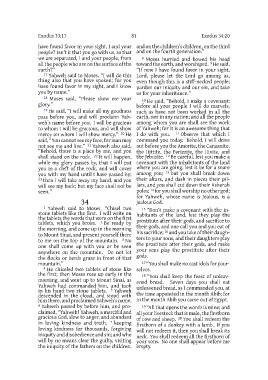 Exodus 33:17
81
Exodus 34:20
have found favor in your sight, I and your
people? Isn't it that you go with us, so that
we are separated, I and your people, from
all the people who are on the surface of the
earth?"
17 Yahweh said to Moses, "I will do this
thing also that you have spoken; for you
have found favor in my sight, and I know
you by name."
18 Moses said, "Please show me your
glory."
19 He said, "I will make all my goodness
pass before you, and will proclaim Yah-
weh's name before you. I will be gracious
to whom I will be gracious, and will show
mercy on whom I will show mercy." 20 He
said, "You cannot see my face, for man may
not see me and live." 21 Yahweh also said,
"Behold, there is a place by me, and you
shall stand on the rock. 22 It will happen,
while my glory passes by, that I will put
you in a cleft of the rock, and will cover
you with my hand until I have passed by;
23 then I will take away my hand, and you
will see my back; but my face shall not be
seen."
34
1 Yahweh said to Moses, "Chisel two
stone tablets like the first. I will write on
the tablets the words that were on the first
tablets, which you broke. 2 Be ready by
the morning, and come up in the morning
to Mount Sinai, and present yourself there
to me on the top of the mountain. 3 No
one shall come up with you or be seen
anywhere on the mountain. Do not let
the flocks or herds graze in front of that
mountain."
4 He chiseled two tablets of stone like
the first; then Moses rose up early in the
morning, and went up to Mount Sinai, as
Yahweh had commanded him, and took
in his hand two stone tablets. 5 Yahweh
descended in the cloud, and stood with
him there, and proclaimed Yahweh's name.
6 Yahweh passed by before him, and pro-
claimed, "Yahweh! Yahweh, a merciful and
gracious God, slow to anger, and abundant
in loving kindness and truth, 7 keeping
loving kindness for thousands, forgiving
iniquity and disobedience and sin; and who
will by no means clear the guilty, visiting
the iniquity of the fathers on the children,
and on the children's children, on the third
and on the fourth generation."
8 Moses hurried and bowed his head
toward the earth, and worshiped. 9 He said,
"If now I have found favor in your sight,
Lord, please let the Lord go among us,
even though this is a stiff-necked people;
pardon our iniquity and our sin, and take
us for your inheritance."
10 He said, "Behold, I make a covenant:
before all your people I will do marvels,
such as have not been worked in all the
earth, nor in any nation; and all the people
among whom you are shall see the work
of Yahweh; for it is an awesome thing that
I do with you. 11 Observe that which I
command you today. Behold, I will drive
out before you the Amorite, the Canaanite,
the Hittite, the Perizzite, the Hivite, and
the Jebusite. 12 Be careful, lest you make a
covenant with the inhabitants of the land
where you are going, lest it be for a snare
among you; 13 but you shall break down
their altars, and dash in pieces their pil-
lars, and you shall cut down their Asherah
poles; 14 for you shall worship no other god;
for Yahweh, whose name is Jealous, is a
jealous God.
15 "Don't make a covenant with the in-
habitants of the land, lest they play the
prostitute after their gods, and sacrifice to
their gods, and one call you and you eat of
his sacrifice; 16 and you take of their daugh-
ters to your sons, and their daughters play
the prostitute after their gods, and make
your sons play the prostitute after their
gods.
17 "You shall make no cast idols for your-
selves.
18 "You shall keep the feast of unleav-
ened bread. Seven days you shall eat
unleavened bread, as I commanded you, at
the time appointed in the month Abib; for
in the month Abib you came out of Egypt.
19 "All that opens the womb is mine; and
all your livestock that is male, the firstborn
of cow and sheep. 20 You shall redeem the
firstborn of a donkey with a lamb. If you
will not redeem it, then you shall break its
neck. You shall redeem all the firstborn of
your sons. No one shall appear before me
empty.